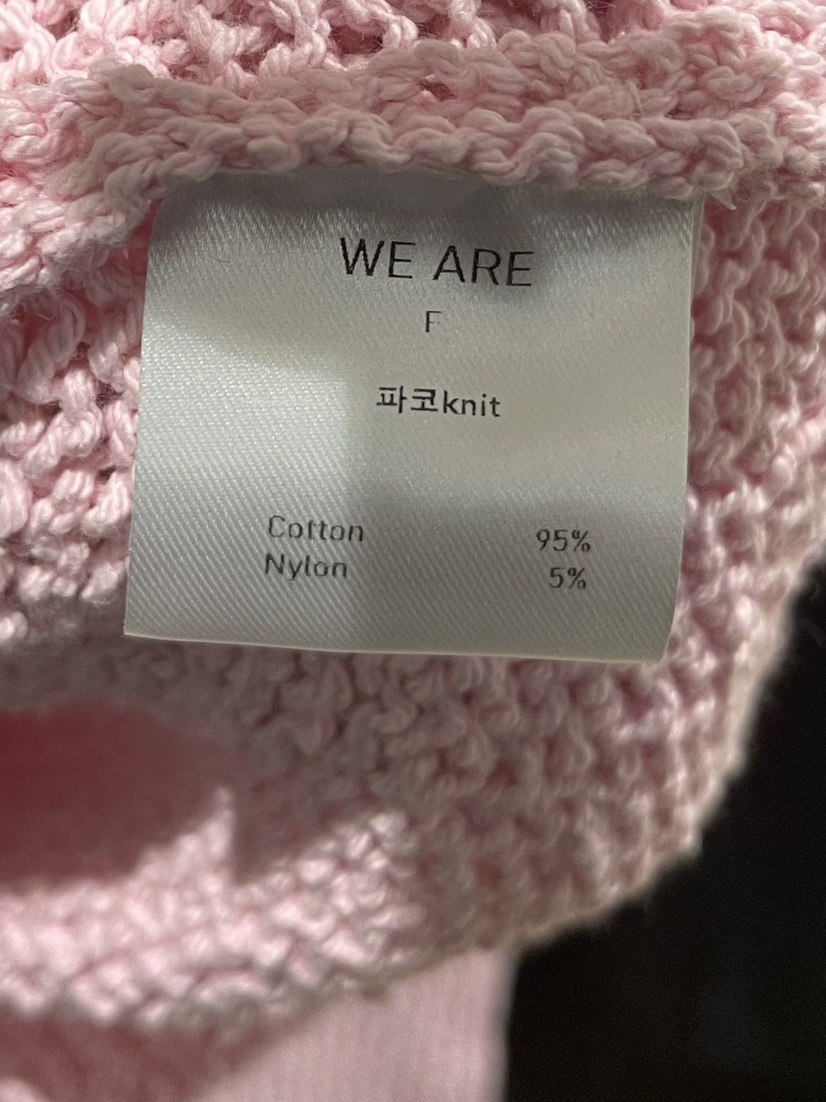 WE ARE
F
파코knit
Cotton 95%
Nylon 5%